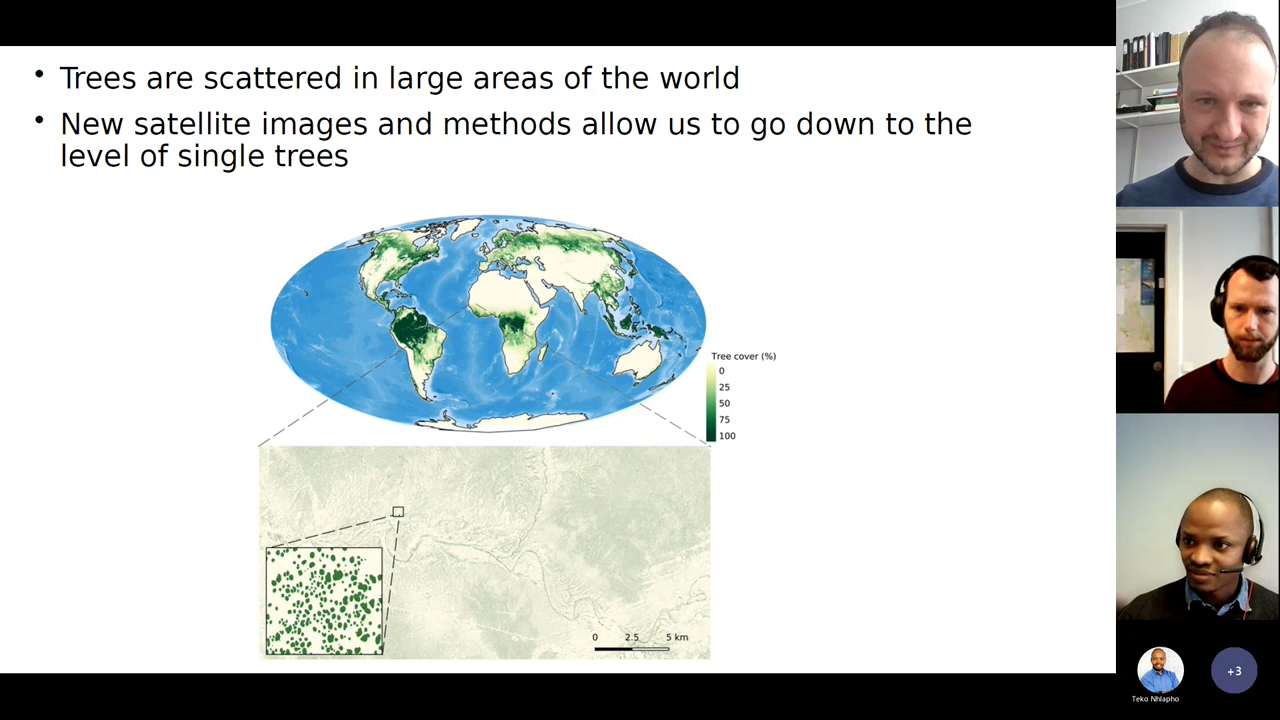 • Trees are scattered in large areas of the world
• New satellite images and methods allow us to go down to the
level of single trees
Tree cover (%)
0
25
50
75
100
0 2.5 5 km
Teko Nhlapho
+3